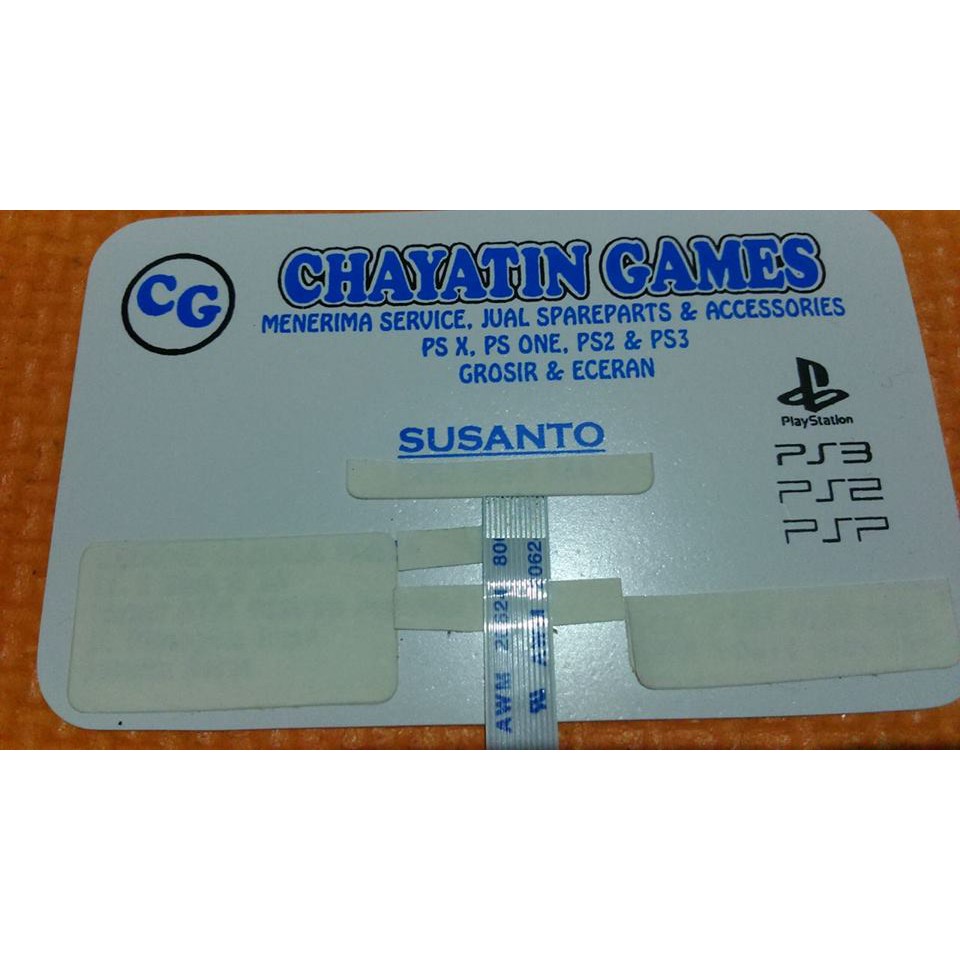 CG
CHAYATIN GAMES
MENERIMA SERVICE, JUAL SPAREPARTS & ACCESSORIES
PS X, PS ONE, PS2 & PS3
GROSIR & ECERAN
SUSANTO
PlayStation
PS3
PS2
PSP
AWM
AWM